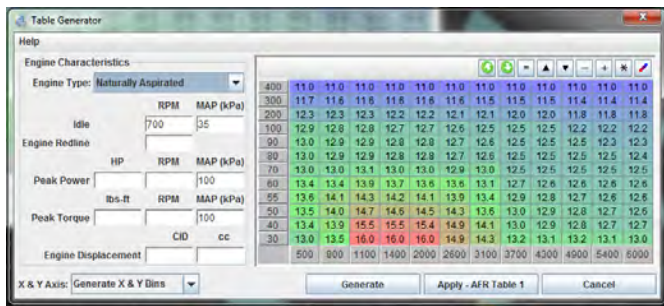 Table Generator
Help
Engine Characteristics
Engine Type: Naturally Aspirated
RPM MAP (kPa)
Idle 700 35
Engine Redline
HP RPM MAP (kPa)
Peak Power 100
lbs-ft RPM MAP (kPa)
Peak Torque 100
CID cc
Engine Displacement
= - + *
400 11.0 11.0 11.0 11.0 11.0 11.0 11.0 11.0 11.0 11.0 11.0 11.0
300 11.7 11.6 11.6 11.6 11.6 11.6 11.5 11.5 11.5 11.4 11.4 11.4
200 12.3 12.3 12.3 12.2 12.2 12.1 12.1 12.0 12.0 11.8 11.8 11.8
100 12.9 12.8 12.8 12.7 12.7 12.6 12.5 12.5 12.5 12.2 12.2 12.2
90 13.0 12.9 12.9 12.8 12.8 12.7 12.6 12.5 12.5 12.5 12.3 12.3
80 13.0 12.9 12.9 12.8 12.8 12.7 12.6 12.5 12.5 12.5 12.5 12.4
70 13.0 13.0 13.1 13.0 13.0 12.9 13.0 12.5 12.5 12.5 12.5 12.5
60 13.4 13.4 13.9 13.7 13.6 13.6 13.1 12.7 12.6 12.6 12.6 12.6
55 13.6 14.1 14.3 14.2 14.1 13.9 13.4 12.9 12.8 12.7 12.6 12.6
50 13.5 14.0 14.7 14.6 14.5 14.3 13.6 13.0 12.9 12.8 12.7 12.6
40 13.4 13.9 15.5 15.5 15.4 14.9 14.1 13.0 12.9 12.8 12.7 12.6
30 13.0 13.5 16.0 16.0 16.0 14.9 14.3 13.2 13.1 13.2 13.1 13.0
500 800 1100 1400 2000 2600 3100 3700 4300 4900 5400 6000
X & Y Axis: Generate X & Y Bins
Generate Apply - AFR Table 1 Cancel